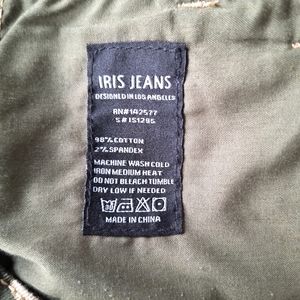 IRIS JEANS
DESIGNED IN LOS ANGELES
RN#142577
S#IS1295
98% COTTON
2% SPANDEX
MACHINE WASH COLD
IRON MEDIUM HEAT
DO NOT BLEACH TUMBLE
DRY LOW IF NEEDED
MADE IN CHINA